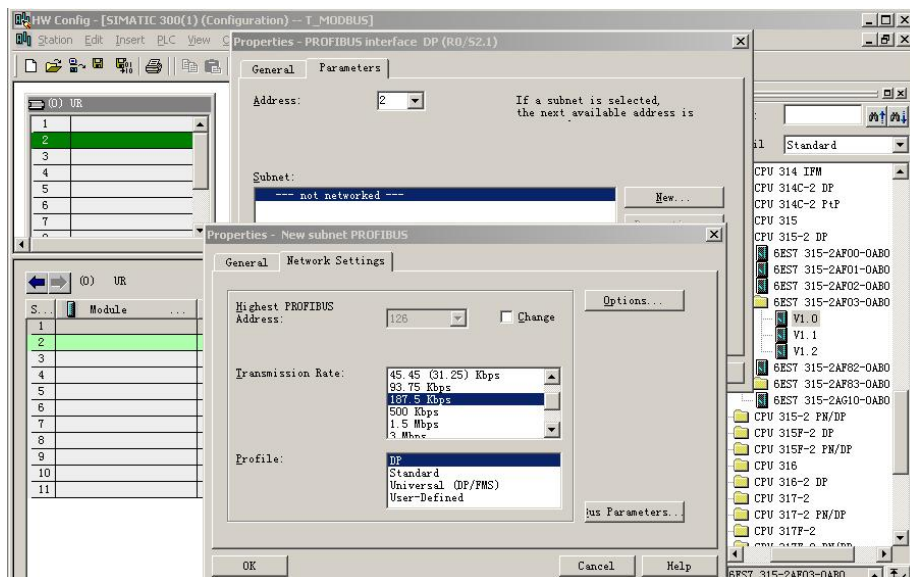 HW Config - [SIMATIC 300(1) (Configuration) -- T_MODBUS]
Station Edit Insert PLC View
(0) UR
1
2
3
4
5
6
7
(0) UR
S... Module ...
1
2
3
4
5
6
7
8
9
10
11
Properties - PROFIBUS interface DP (R0/S2.1)
General Parameters
Address: 2
If a subnet is selected,
the next available address is
Subnet:
--- not networked ---
New...
Properties - New subnet PROFIBUS
General Network Settings
Highest PROFIBUS
Address: 126 Change
Options...
Transmission Rate:
45.45 (31.25) Kbps
93.75 Kbps
187.5 Kbps
500 Kbps
1.5 Mbps
3 Mbps
Profile:
DP
Standard
Universal (DP/FMS)
User-Defined
us Parameters...
OK Cancel Help
Standard
CPU 314 IFM
CPU 314C-2 DP
CPU 314C-2 PtP
CPU 315
CPU 315-2 DP
6ES7 315-2AF00-0AB0
6ES7 315-2AF01-0AB0
6ES7 315-2AF02-0AB0
6ES7 315-2AF03-0AB0
V1.0
V1.1
V1.2
6ES7 315-2AF82-0AB0
6ES7 315-2AF83-0AB0
6ES7 315-2AG10-0AB0
CPU 315-2 PN/DP
CPU 315F-2 DP
CPU 315F-2 PN/DP
CPU 316
CPU 316-2 DP
CPU 317-2
CPU 317-2 PN/DP
CPU 317F-2
CPU 317F-2 PN/DP
6ES7 315-2AF03-0AB0